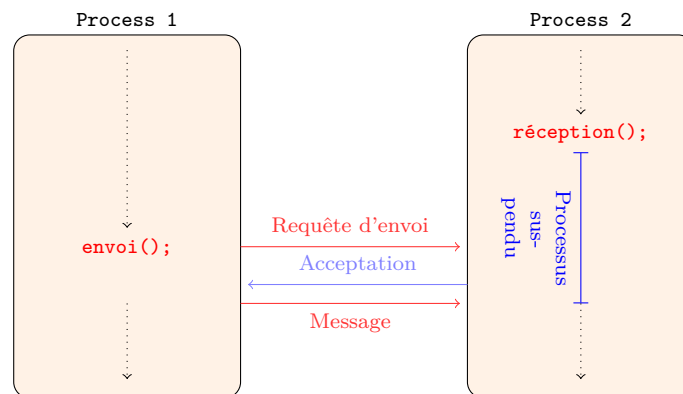 Process 1
Process 2
réception();
Processus
sus-
pendu
Requête d'envoi
envoi();
Acceptation
Message